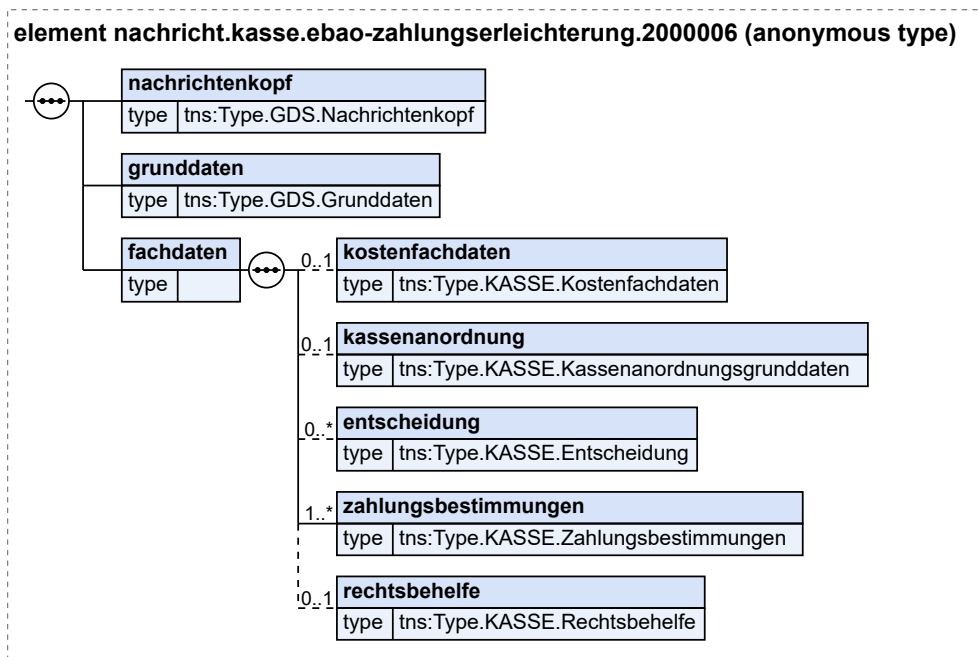 element nachricht.kasse.ebao-zahlungserleichterung.2000006 (anonymous type)
nachrichtenkopf
type tns:Type.GDS.Nachrichtenkopf
grunddaten
type tns:Type.GDS.Grunddaten
fachdaten
type
0..1 kostenfachdaten
type tns:Type.KASSE.Kostenfachdaten
0..1 kassenanordnung
type tns:Type.KASSE.Kassenanordnungsgrunddaten
0..* entscheidung
type tns:Type.KASSE.Entscheidung
1..* zahlungsbestimmungen
type tns:Type.KASSE.Zahlungsbestimmungen
0..1 rechtsbehelfe
type tns:Type.KASSE.Rechtsbehelfe